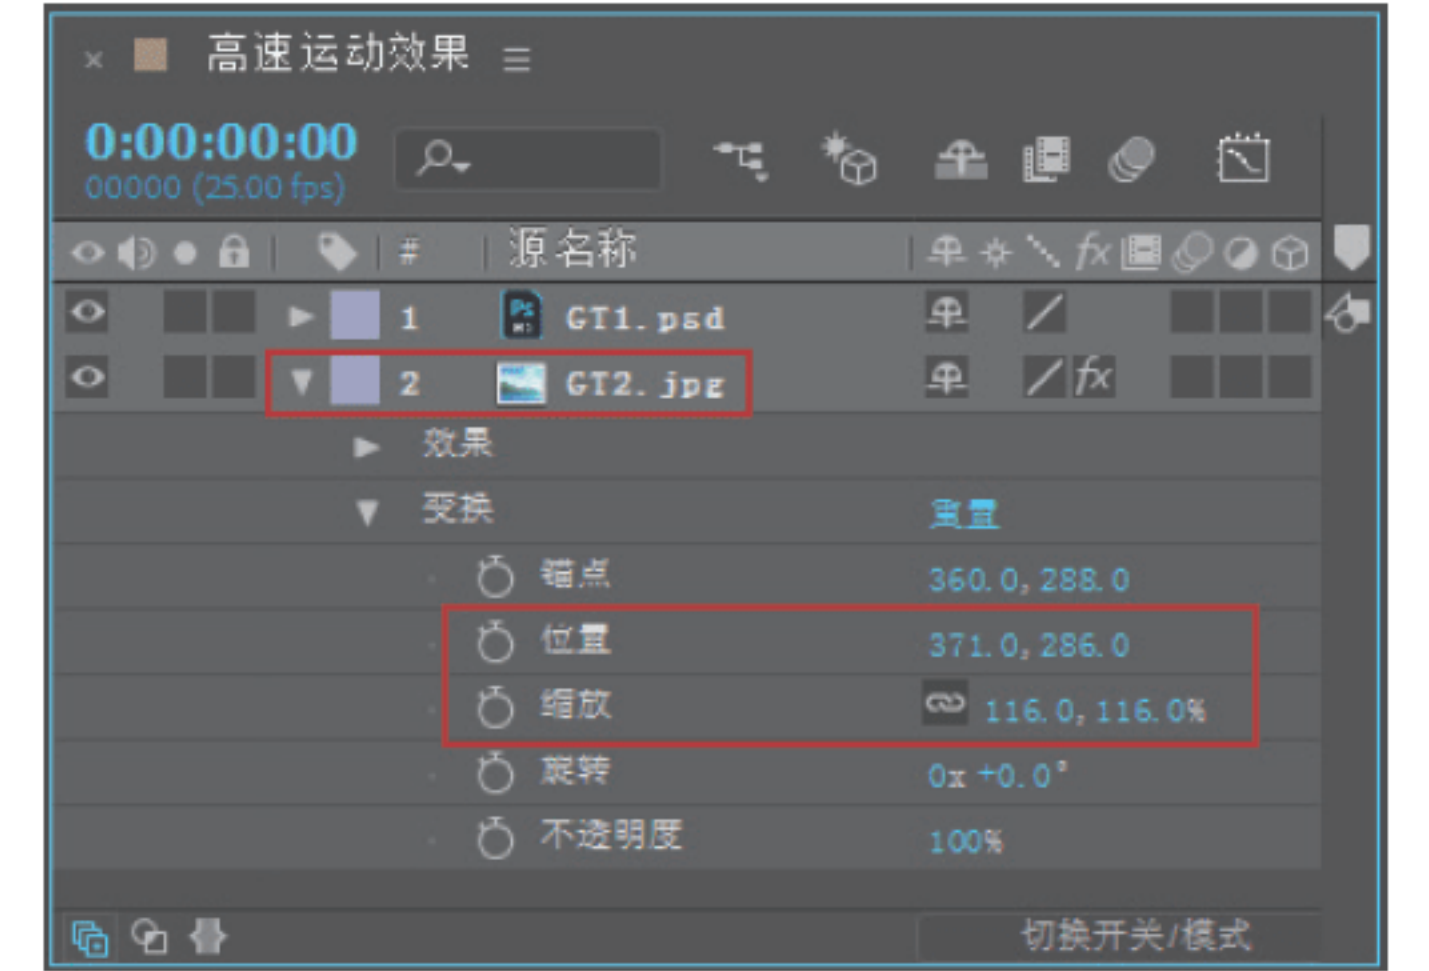 高速运动效果
0:00:00:00
00000 (25.00 fps)
# 源名称 fx
1 GT1.psd
2 GT2.jpg fx
效果
变换 重置
锚点 360.0,288.0
位置 371.0,286.0
缩放 116.0,116.0%
旋转 0x+0.0°
不透明度 100%
切换开关/模式